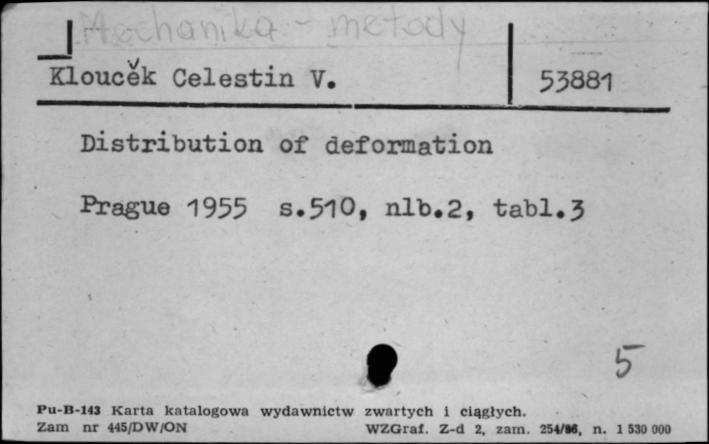 Mechanika - metody
Kloucěk Celestin V. 53881
Distribution of deformation
Prague 1955 s.510, nlb.2, tabl.3
5
Pu-B-143 Karta katalogowa wydawnictw zwartych i ciągłych.
Zam nr 445/DW/ON WZGraf. Z-d 2, zam. 254/86, n. 1 530 000